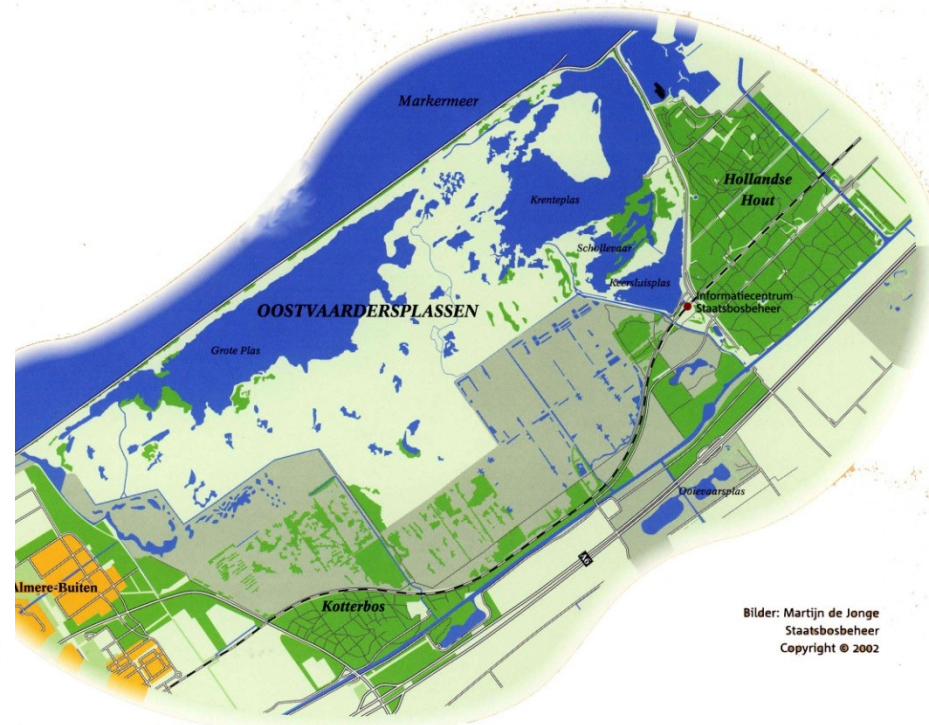 Markermeer
Hollandse
Hout
Krenteplas
Schollevaar
Keersluisplas
Informatiecentrum
Staatsbosbeheer
OOSTVAARDERSPLASSEN
Grote Plas
Ooievaarsplas
A6
Almere-Buiten
Kotterbos
Bilder: Martijn de Jonge
Staatsbosbeheer
Copyright © 2002